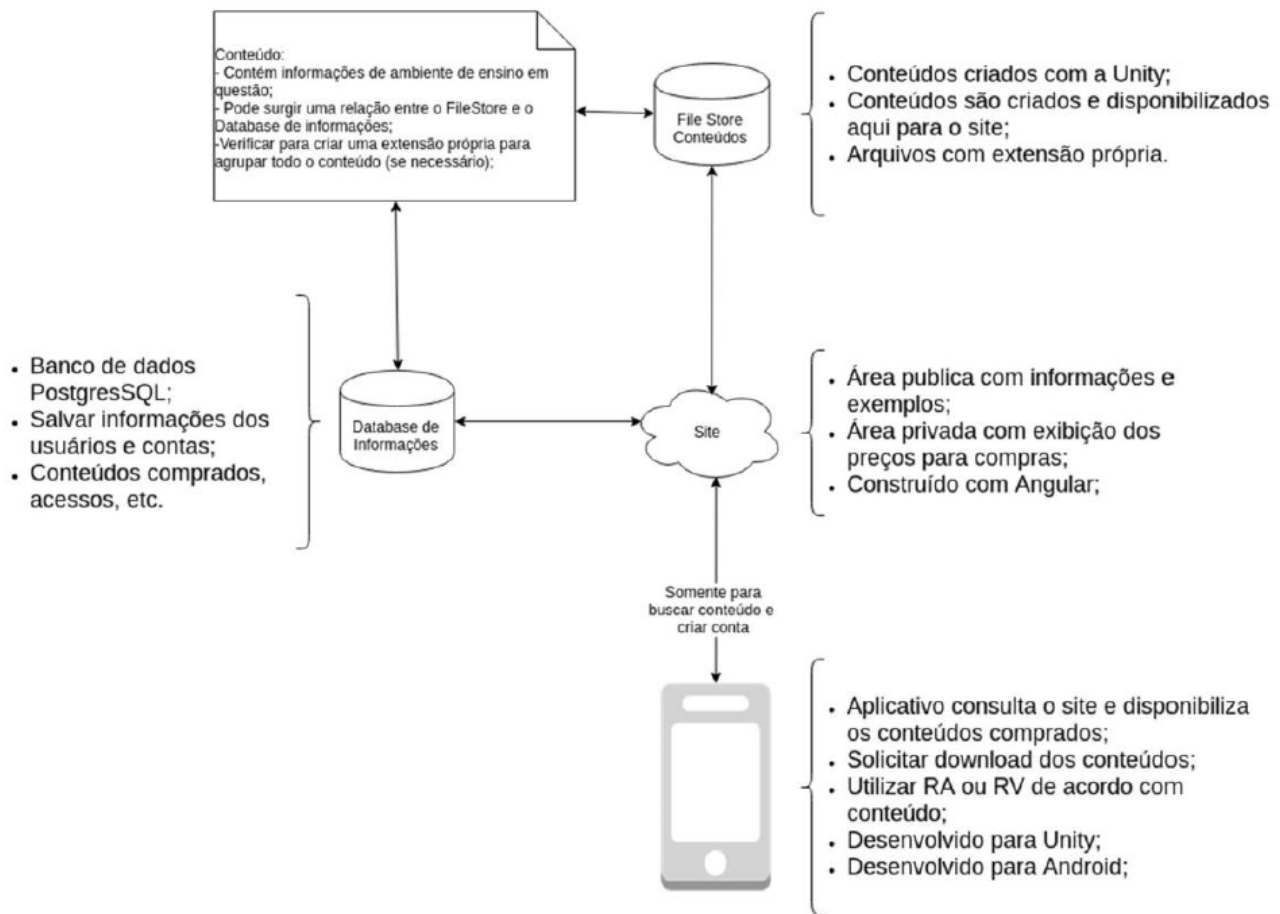 Conteúdo:
- Contém informações de ambiente de ensino em
questão;
- Pode surgir uma relação entre o FileStore e o
Database de informações;
-Verificar para criar uma extensão própria para
agrupar todo o conteúdo (se necessário);
File Store
Conteúdos
• Conteúdos criados com a Unity;
• Conteúdos são criados e disponibilizados
aqui para o site;
• Arquivos com extensão própria.
• Banco de dados
PostgresSQL;
• Salvar informações dos
usuários e contas;
• Conteúdos comprados,
acessos, etc.
Database de
Informações
Site
• Área publica com informações e
exemplos;
• Área privada com exibição dos
preços para compras;
• Construído com Angular;
Somente para
buscar conteúdo e
criar conta
• Aplicativo consulta o site e disponibiliza
os conteúdos comprados;
• Solicitar download dos conteúdos;
• Utilizar RA ou RV de acordo com
conteúdo;
• Desenvolvido para Unity;
• Desenvolvido para Android;